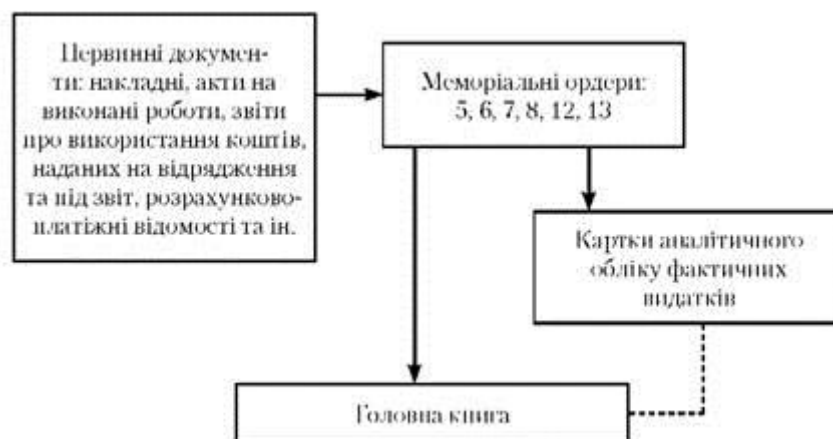 Первинні докумен-
ти: накладні, акти на
виконані роботи, звіти
про використання коштів,
наданих на відрядження
та під звіт, розрахунково-
платіжні відомості та ін.
Меморіальні ордери:
5, 6, 7, 8, 12, 13
Картки аналітичного
обліку фактичних
видатків
Головна книга